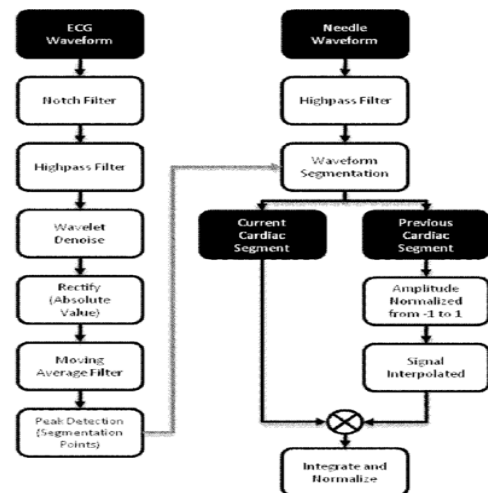 ECG
Waveform
Notch Filter
Highpass Filter
Wavelet
Denoise
Rectify
(Absolute
Value)
Moving
Average Filter
Peak Detection
(Segmentation
Points)
Needle
Waveform
Highpass Filter
Waveform
Segmentation
Current
Cardiac
Segment
Previous
Cardiac
Segment
Amplitude
Normalized
from -1 to 1
Signal
Interpolated
Integrate and
Normalize